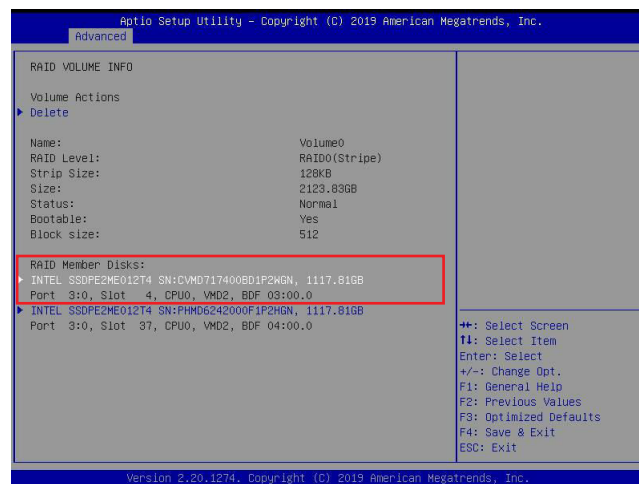 Aptio Setup Utility – Copyright (C) 2019 American Megatrends, Inc.
Advanced
RAID VOLUME INFO
Volume Actions
Delete
Name: Volume0
RAID Level: RAID0(Stripe)
Strip Size: 128KB
Size: 2123.83GB
Status: Normal
Bootable: Yes
Block size: 512
RAID Member Disks:
INTEL SSDPE2ME012T4 SN:CVMD717400BD1P2WGN, 1117.81GB
Port 3:0, Slot 4, CPU0, VMD2, BDF 03:00.0
INTEL SSDPE2ME012T4 SN:PHMD6242000F1P2HGN, 1117.81GB
Port 3:0, Slot 37, CPU0, VMD2, BDF 04:00.0
→←: Select Screen
↑↓: Select Item
Enter: Select
+/-: Change Opt.
F1: General Help
F2: Previous Values
F3: Optimized Defaults
F4: Save & Exit
ESC: Exit
Version 2.20.1274. Copyright (C) 2019 American Megatrends, Inc.